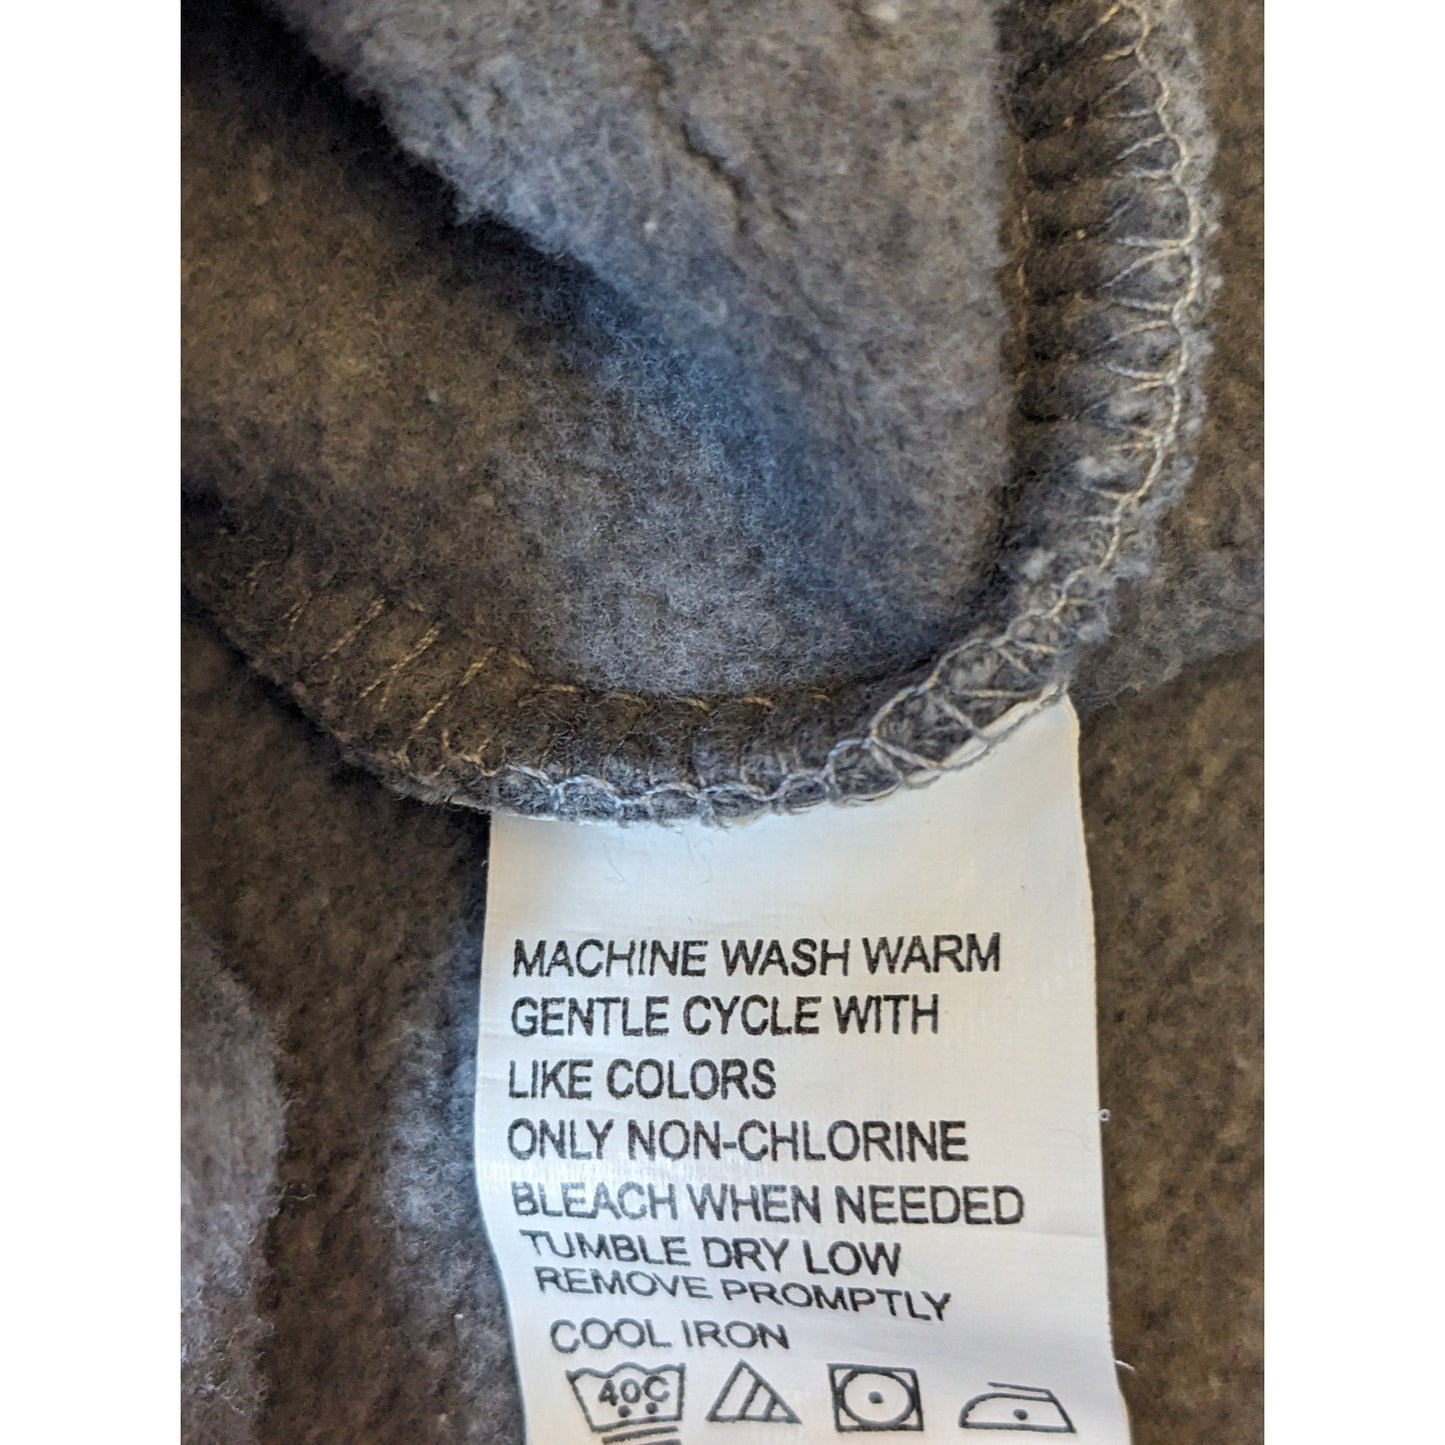 MACHINE WASH WARM
GENTLE CYCLE WITH
LIKE COLORS
ONLY NON-CHLORINE
BLEACH WHEN NEEDED
TUMBLE DRY LOW
REMOVE PROMPTLY
COOL IRON
40C